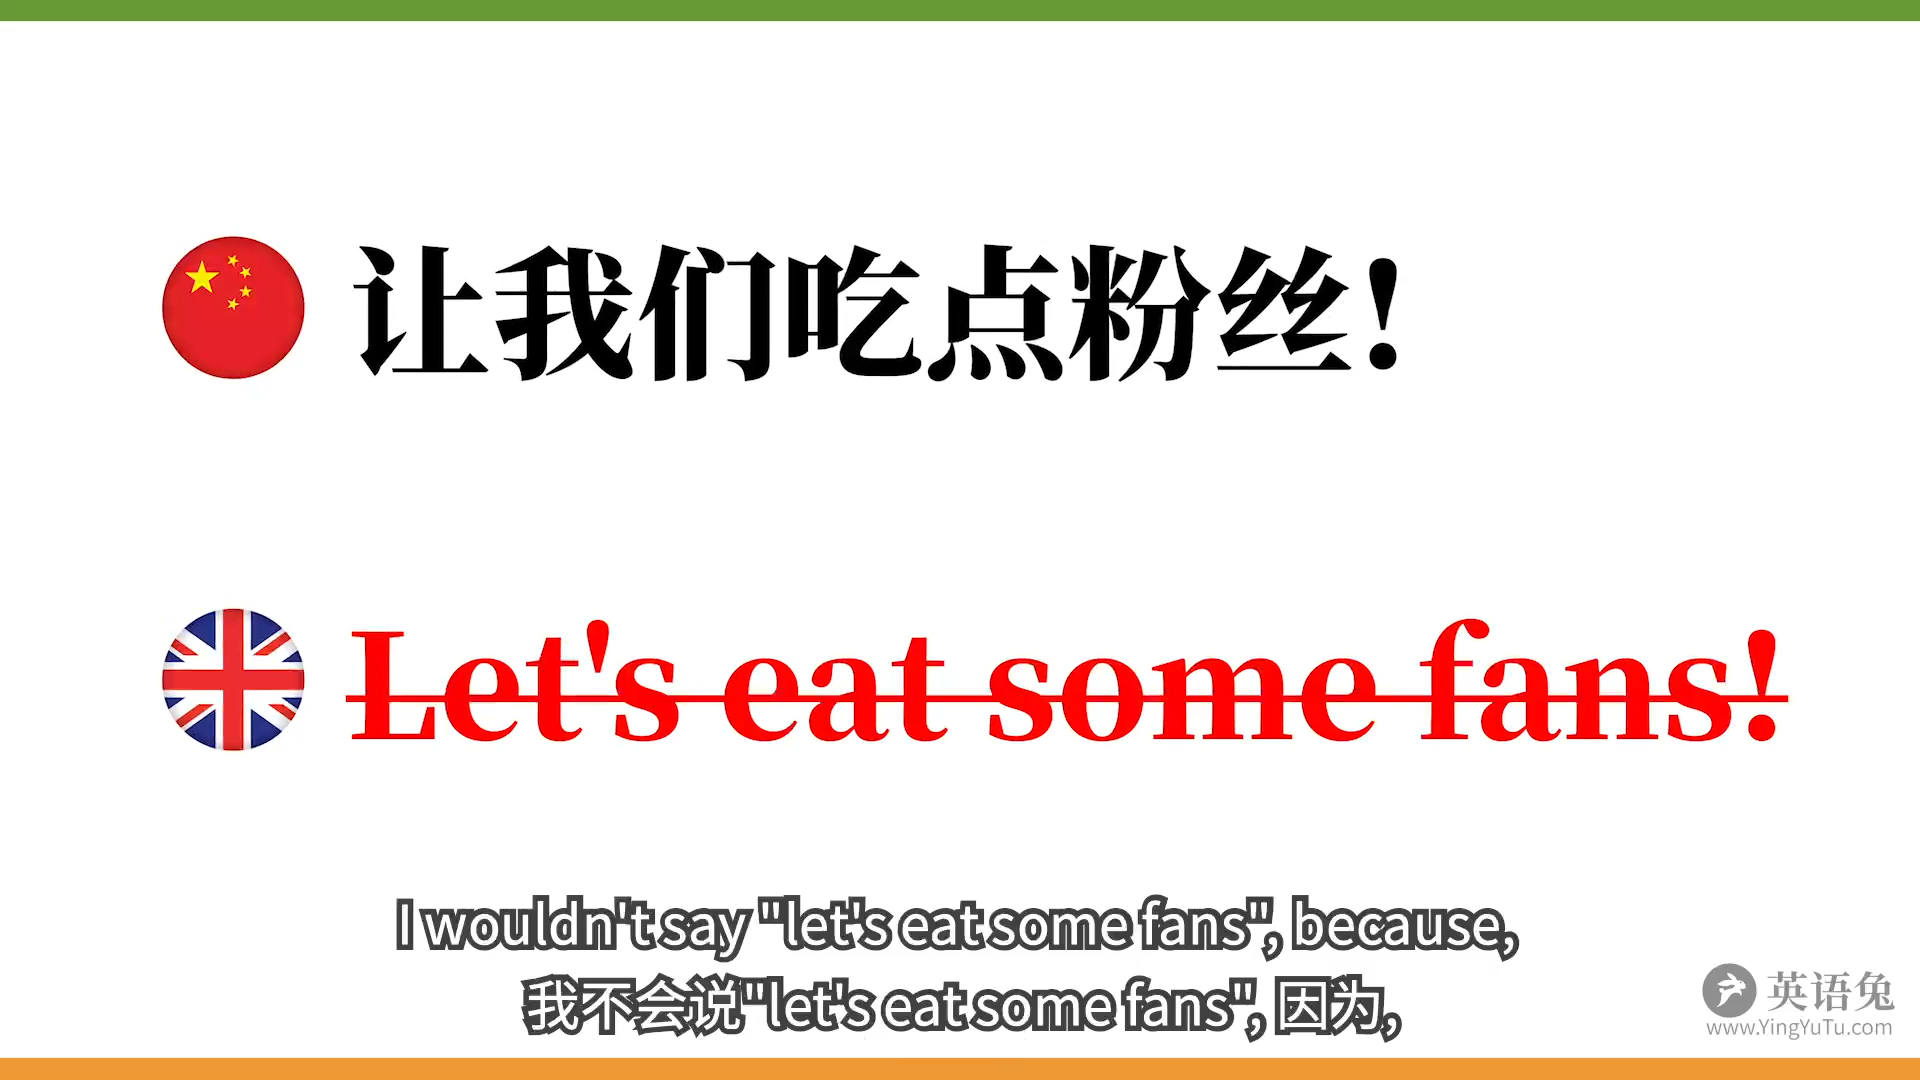 让我们吃点粉丝!
Let's eat some fans!
I wouldn't say "let's eat some fans", because,
我不会说"let's eat some fans", 因为,
英语兔
www.YingYuTu.com